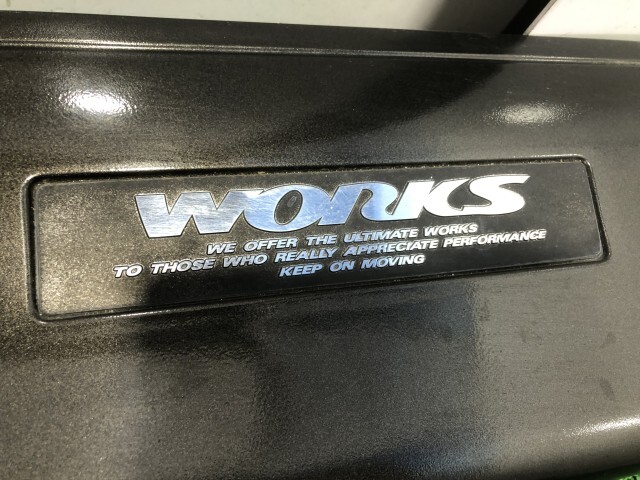 WORKS
WE OFFER THE ULTIMATE WORKS
TO THOSE WHO REALLY APPRECIATE PERFORMANCE
KEEP ON MOVING